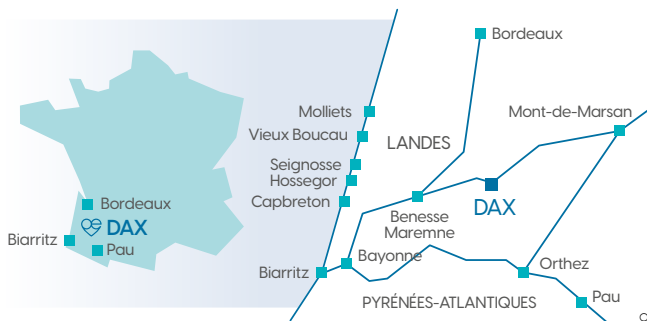 Bordeaux
DAX
Biarritz
Pau
Bordeaux
Molliets
Mont-de-Marsan
Vieux Boucau
LANDES
Seignosse
Hossegor
Capbreton
DAX
Benesse
Maremne
Bayonne
Biarritz
Orthez
PYRÉNÉES-ATLANTIQUES
Pau